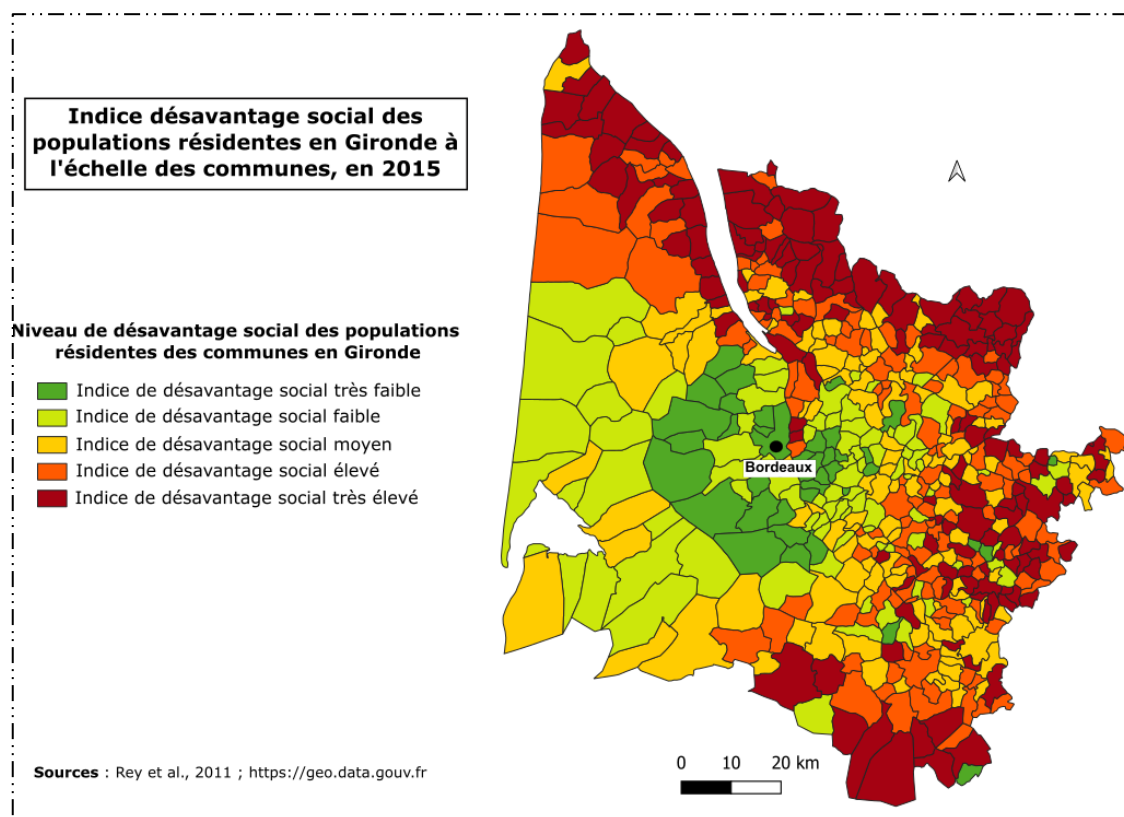 Indice désavantage social des
populations résidentes en Gironde à
l'échelle des communes, en 2015
Niveau de désavantage social des populations
résidentes des communes en Gironde
Indice de désavantage social très faible
Indice de désavantage social faible
Indice de désavantage social moyen
Indice de désavantage social élevé
Indice de désavantage social très élevé
Bordeaux
Sources : Rey et al., 2011 ; https://geo.data.gouv.fr
0 10 20 km